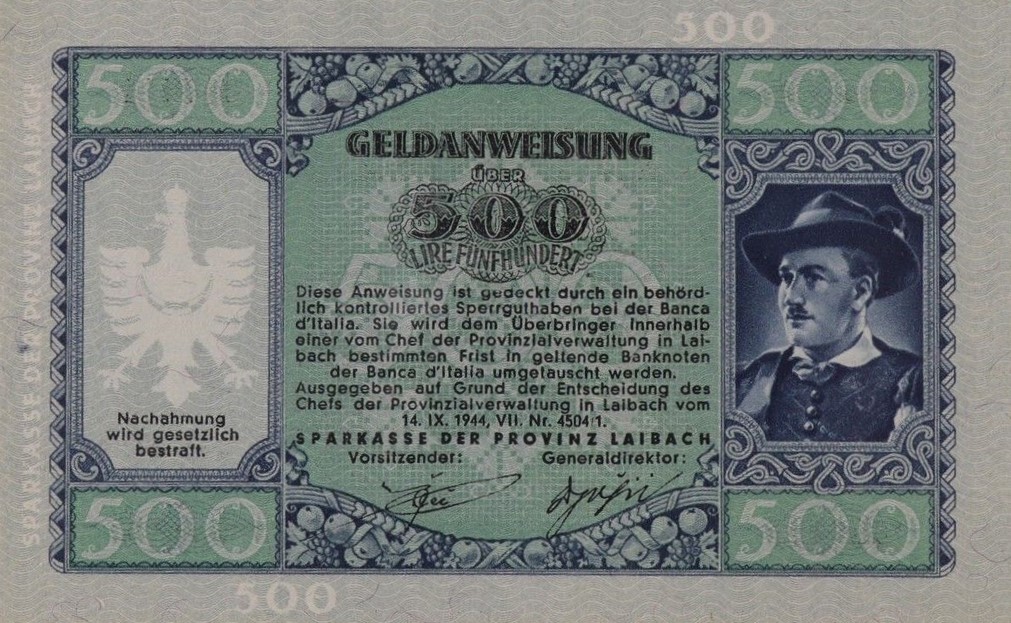 500
500 500
GELDANWEISUNG
ÜBER
500
LIRE FÜNFHUNDERT
Diese Anweisung ist gedeckt durch ein behörd-
lich kontrolliertes Sperrguthaben bei der Banca
d'Italia. Sie wird dem Überbringer innerhalb
einer vom Chef der Provinzialverwaltung in Lai-
bach bestimmten Frist in geltende Banknoten
der Banca d'Italia umgetauscht werden.
Ausgegeben auf Grund der Entscheidung des
Chefs der Provinzialverwaltung in Laibach vom
14. IX. 1944, VII. Nr. 4504/1.
SPARKASSE DER PROVINZ LAIBACH
Vorsitzender: Generaldirektor:
Nachahmung
wird gesetzlich
bestraft.
500 500
500
SPARKASSE DER PROVINZ LAIBACH